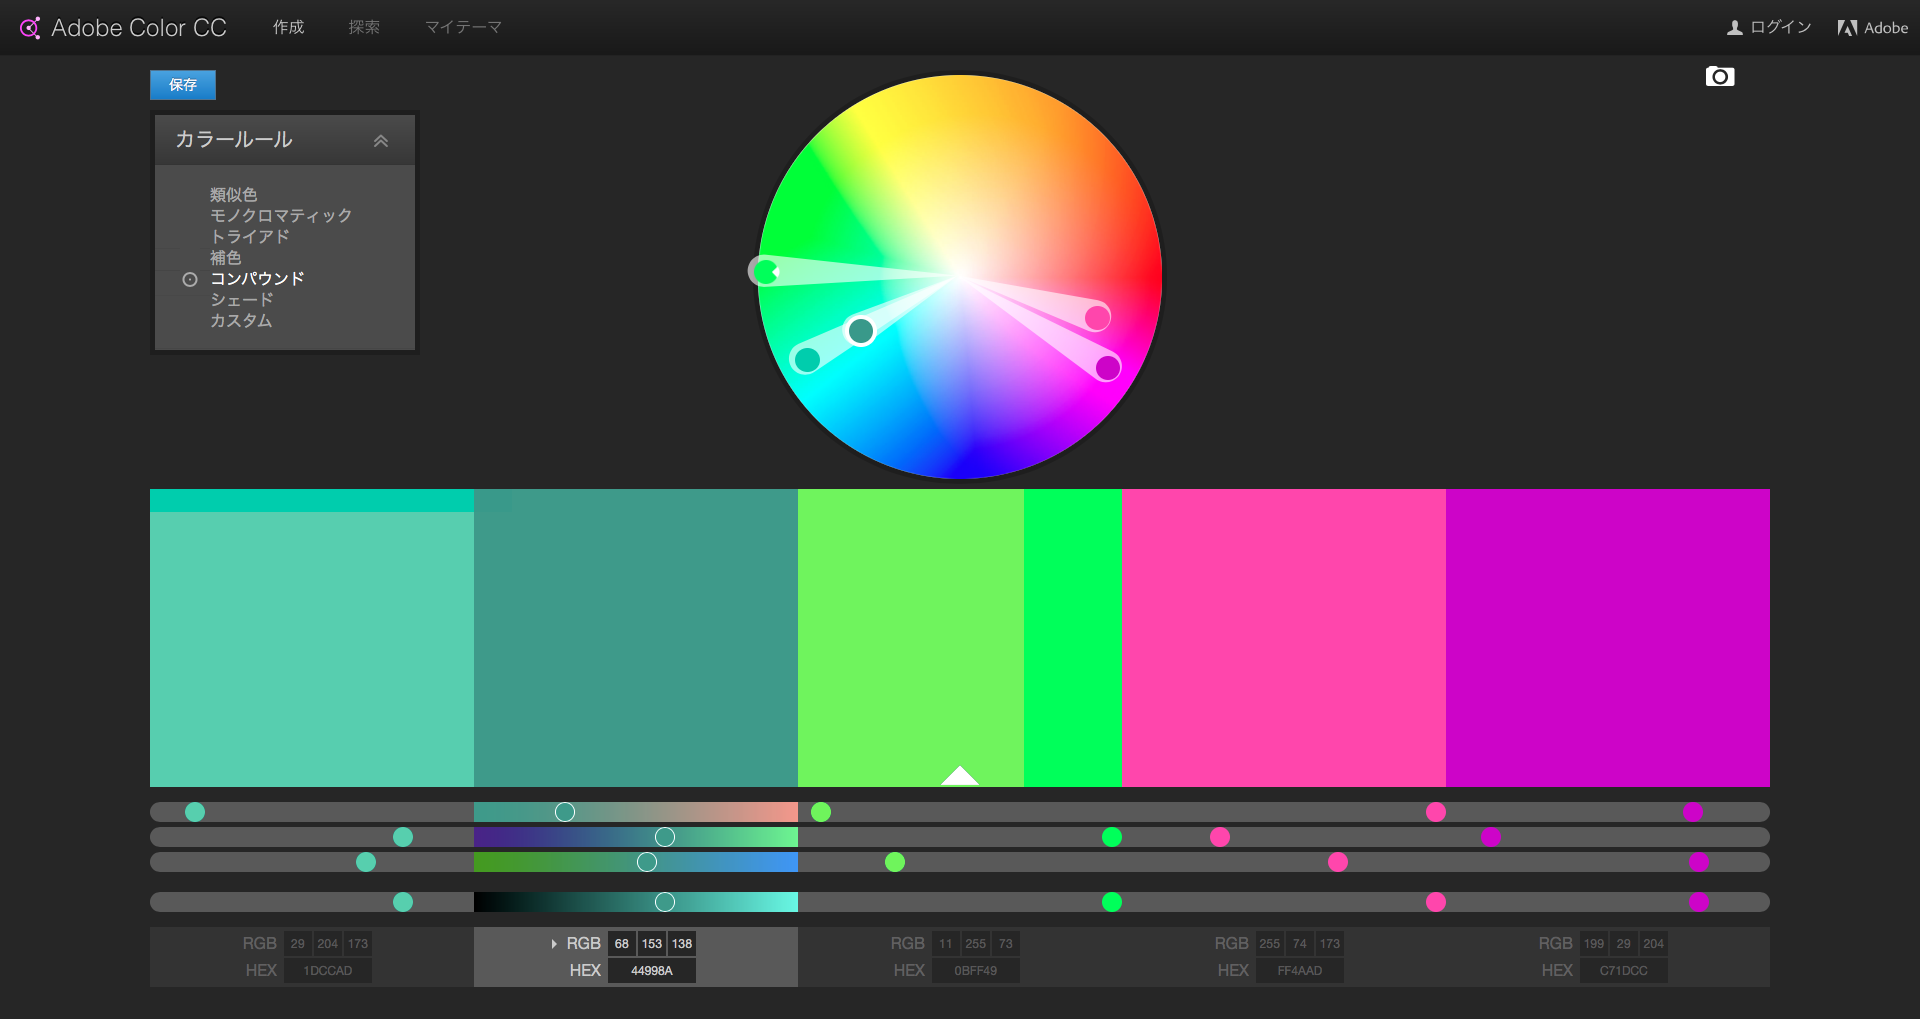 Adobe Color CC 作成 探索 マイテーマ ログイン Adobe
保存
カラールール
類似色
モノクロマティック
トライアド
補色
コンパウンド
シェード
カスタム
RGB 29 204 173 RGB 68 153 138 RGB 11 255 73 RGB 255 74 173 RGB 199 29 204
HEX 1DCCAD HEX 44998A HEX 0BFF49 HEX FF4AAD HEX C71DCC